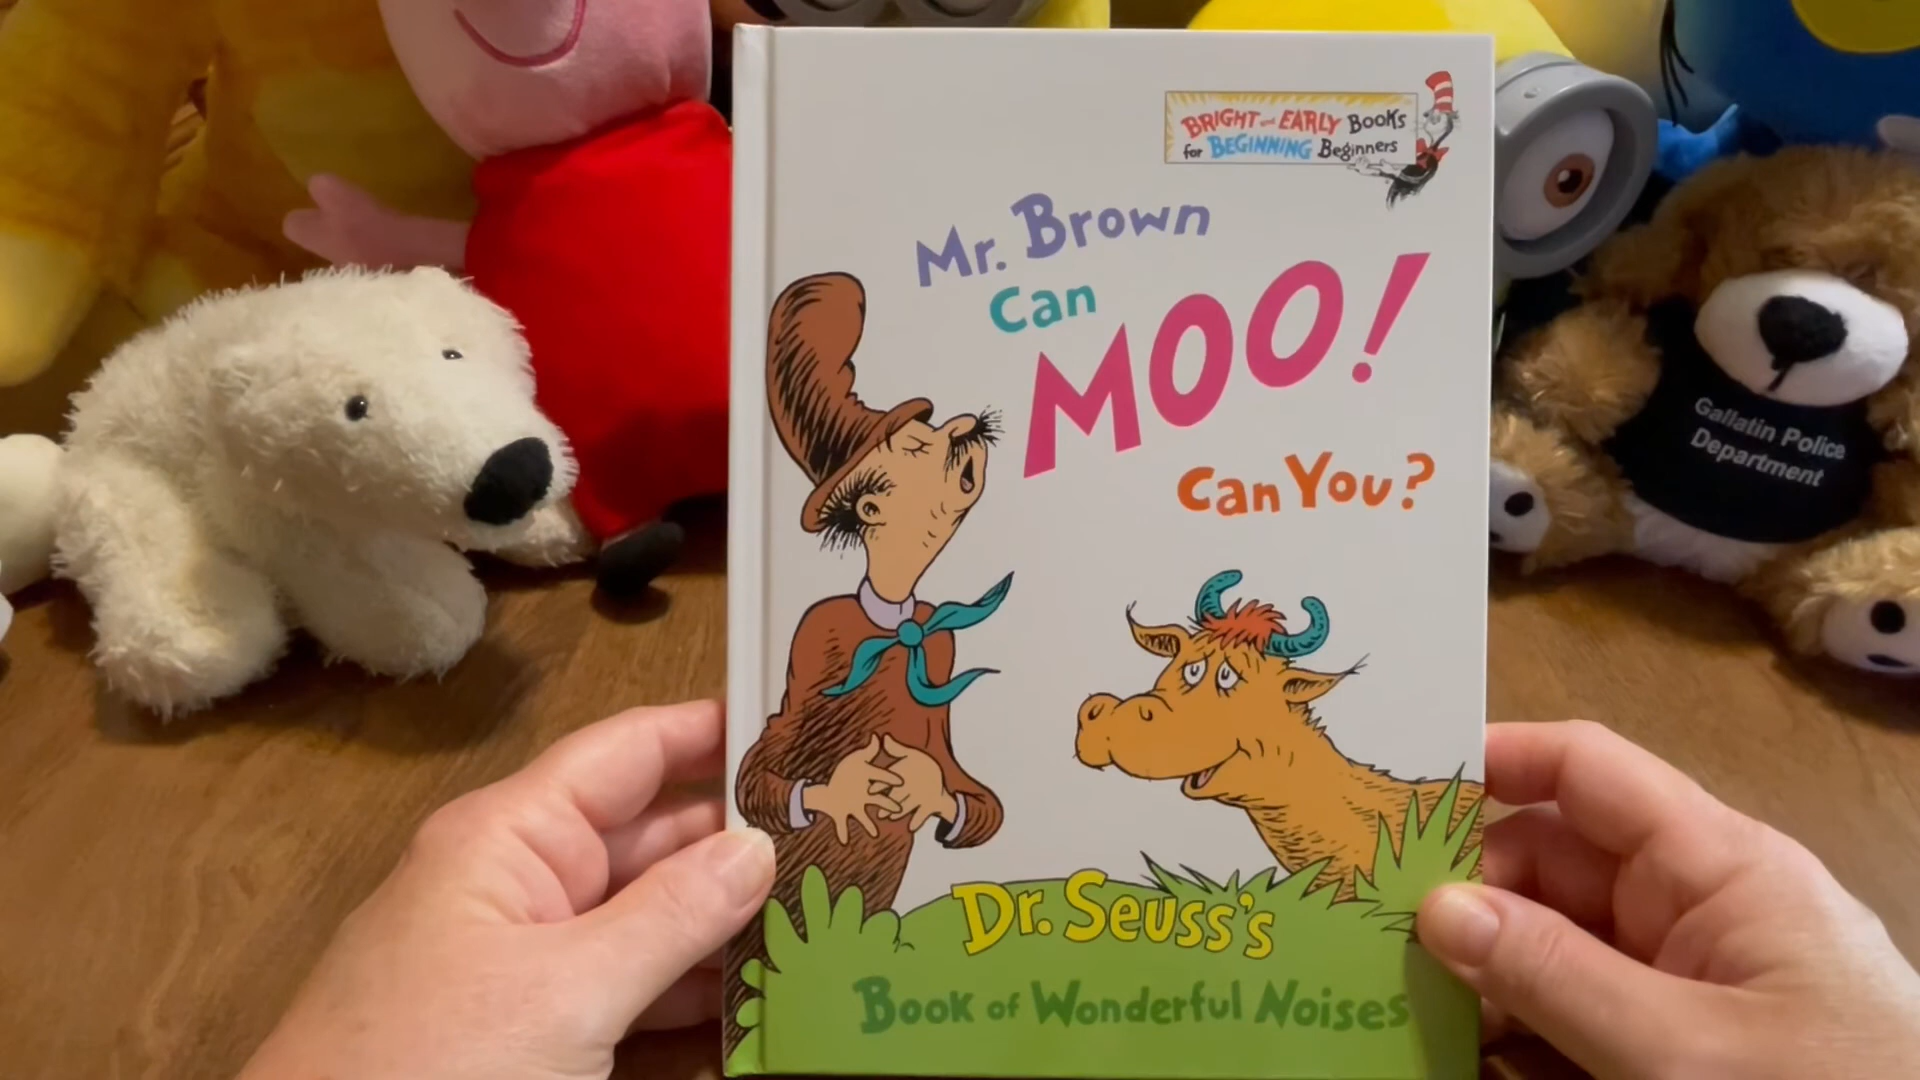 BRIGHT and EARLY BOOKS
for BEGINNING Beginners
Mr. Brown
Can
MOO!
Can You?
Dr. Seuss's
Book of Wonderful Noises
Gallatin Police
Department